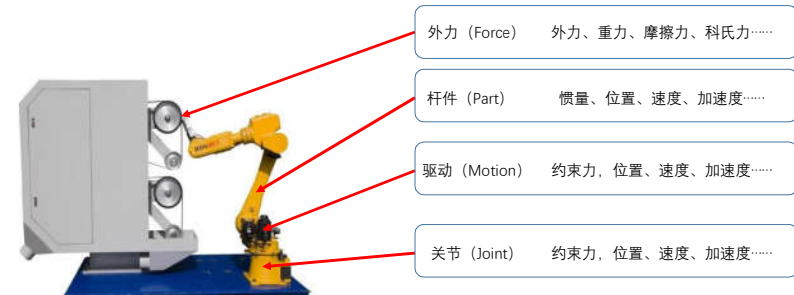 外力（Force） 外力、重力、摩擦力、科氏力……
杆件（Part） 惯量、位置、速度、加速度……
驱动（Motion） 约束力，位置、速度、加速度……
关节（Joint） 约束力，位置、速度、加速度……